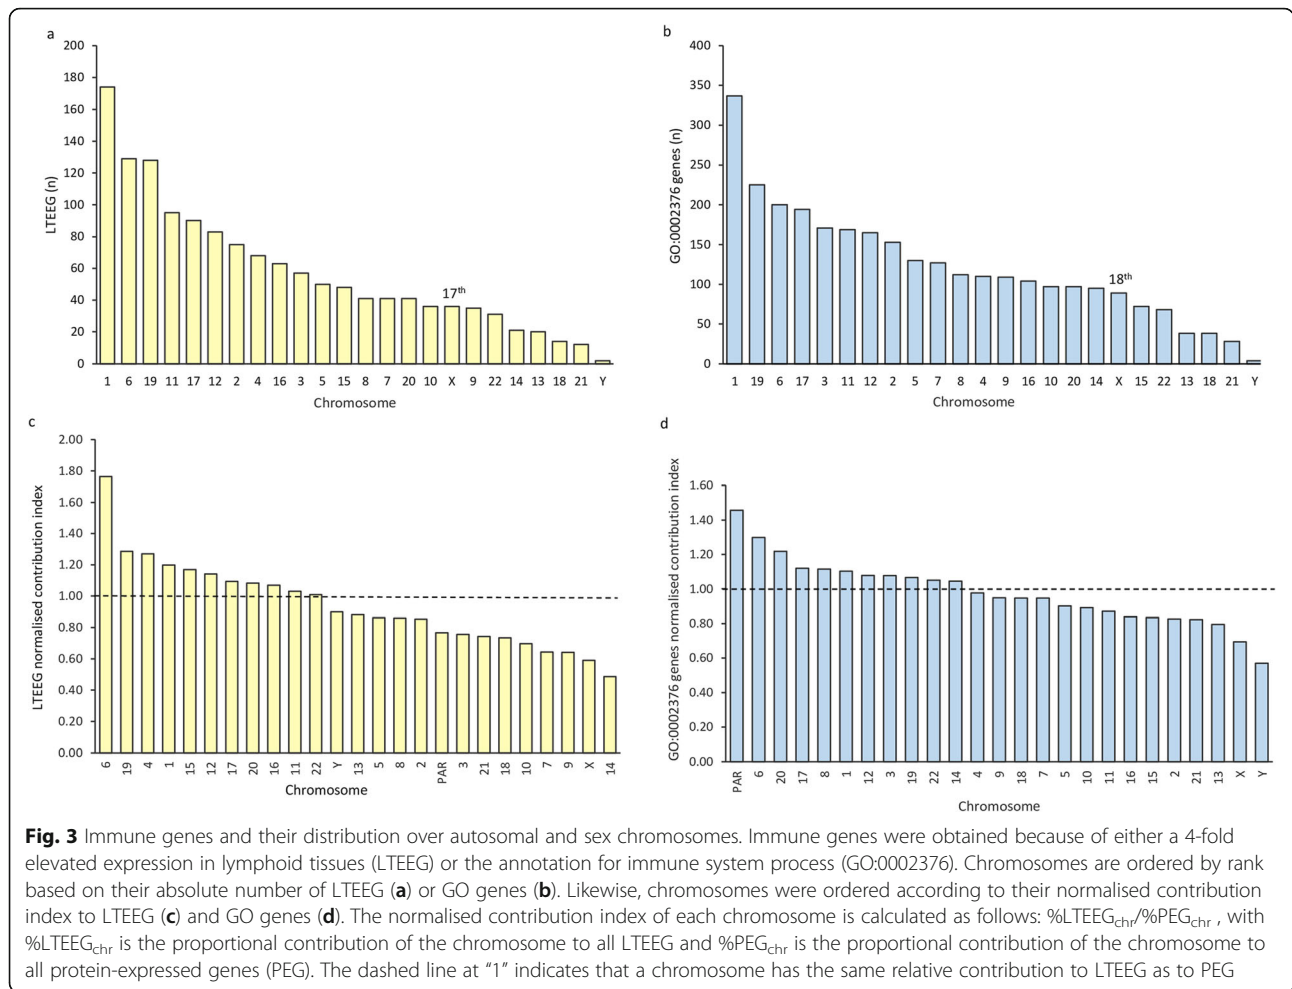 a
200
180
160
140
120
100
80
60
40
20
0
LTEEG (n)
17th
1 6 19 11 17 12 2 4 16 3 5 15 8 7 20 10 X 9 22 14 13 18 21 Y
Chromosome
b
400
350
300
250
200
150
100
50
0
GO:0002376 genes (n)
18th
1 19 6 17 3 11 12 2 5 7 8 4 9 16 10 20 14 X 15 22 13 18 21 Y
Chromosome
c
2.00
1.80
1.60
1.40
1.20
1.00
0.80
0.60
0.40
0.20
0.00
LTEEG normalised contribution index
6 19 4 1 15 12 17 20 16 11 22 Y 13 5 8 2 PAR 3 21 18 10 7 9 X 14
Chromosome
d
1.60
1.40
1.20
1.00
0.80
0.60
0.40
0.20
0.00
GO:0002376 genes normalised contribution index
PAR 6 20 17 8 1 12 3 19 22 14 4 9 18 7 5 10 11 16 15 2 21 13 X Y
Chromosome
Fig. 3 Immune genes and their distribution over autosomal and sex chromosomes. Immune genes were obtained because of either a 4-fold
elevated expression in lymphoid tissues (LTEEG) or the annotation for immune system process (GO:0002376). Chromosomes are ordered by rank
based on their absolute number of LTEEG (a) or GO genes (b). Likewise, chromosomes were ordered according to their normalised contribution
index to LTEEG (c) and GO genes (d). The normalised contribution index of each chromosome is calculated as follows: %LTEEGchr/%PEGchr , with
%LTEEGchr is the proportional contribution of the chromosome to all LTEEG and %PEGchr is the proportional contribution of the chromosome to
all protein-expressed genes (PEG). The dashed line at “1” indicates that a chromosome has the same relative contribution to LTEEG as to PEG